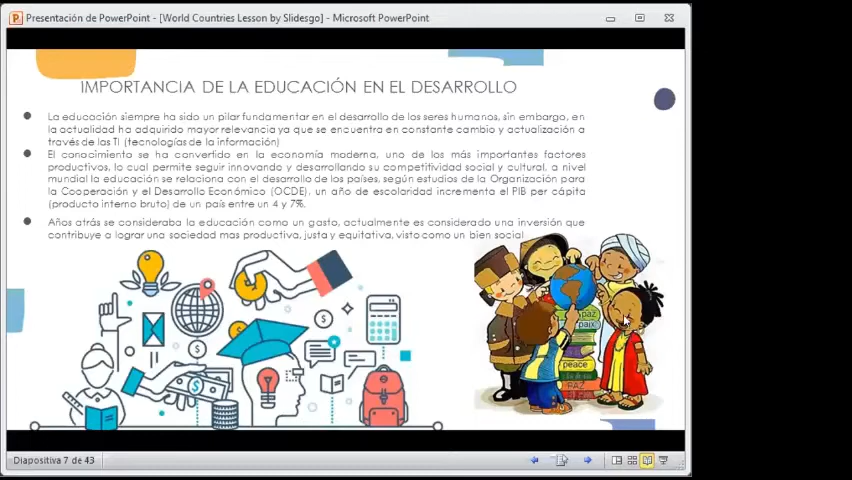 Presentación de PowerPoint - [World Countries Lesson by Slidesgo] - Microsoft PowerPoint
IMPORTANCIA DE LA EDUCACIÓN EN EL DESARROLLO
La educación siempre ha sido un pilar fundamentar en el desarrollo de los seres humanos, sin embargo, en
la actualidad ha adquirido mayor relevancia ya que se encuentra en constante cambio y actualización a
través de las TI (tecnologías de la información)
El conocimiento se ha convertido en la economía moderna, uno de los más importantes factores
productivos, lo cual permite seguir innovando y desarrollando su competitividad social y cultural, a nivel
mundial la educación se relaciona con el desarrollo de los países, según estudios de la Organización para
la Cooperación y el Desarrollo Económico (OCDE), un año de escolaridad incrementa el PIB per cápita
(producto interno bruto) de un país entre un 4 y 7%.
Años atrás se consideraba la educación como un gasto, actualmente es considerado una inversión que
contribuye a lograr una sociedad mas productiva, justa y equitativa, visto como un bien social
paz
paix
peace
PAZ
Diapositiva 7 de 43